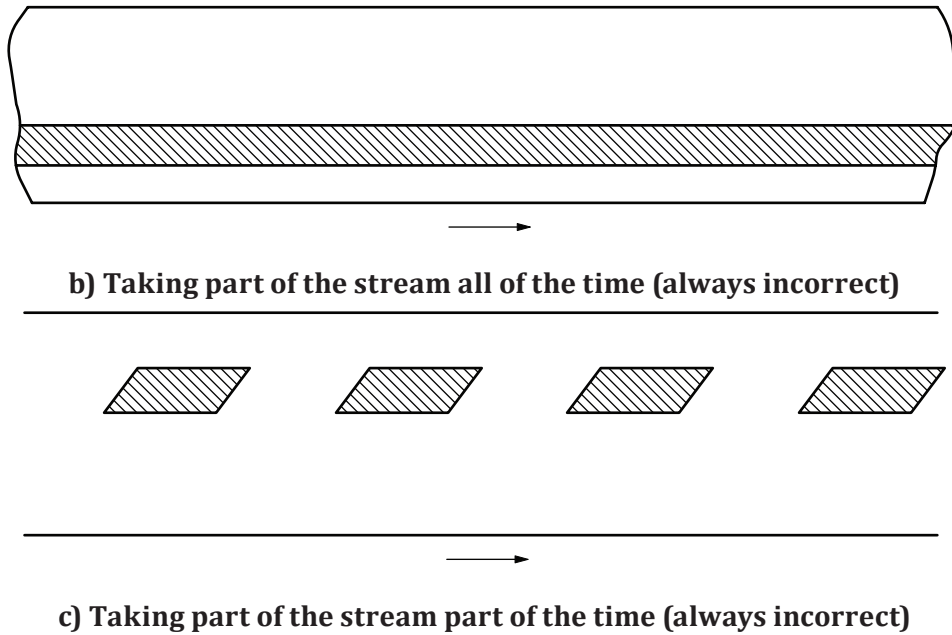 b) Taking part of the stream all of the time (always incorrect)
c) Taking part of the stream part of the time (always incorrect)